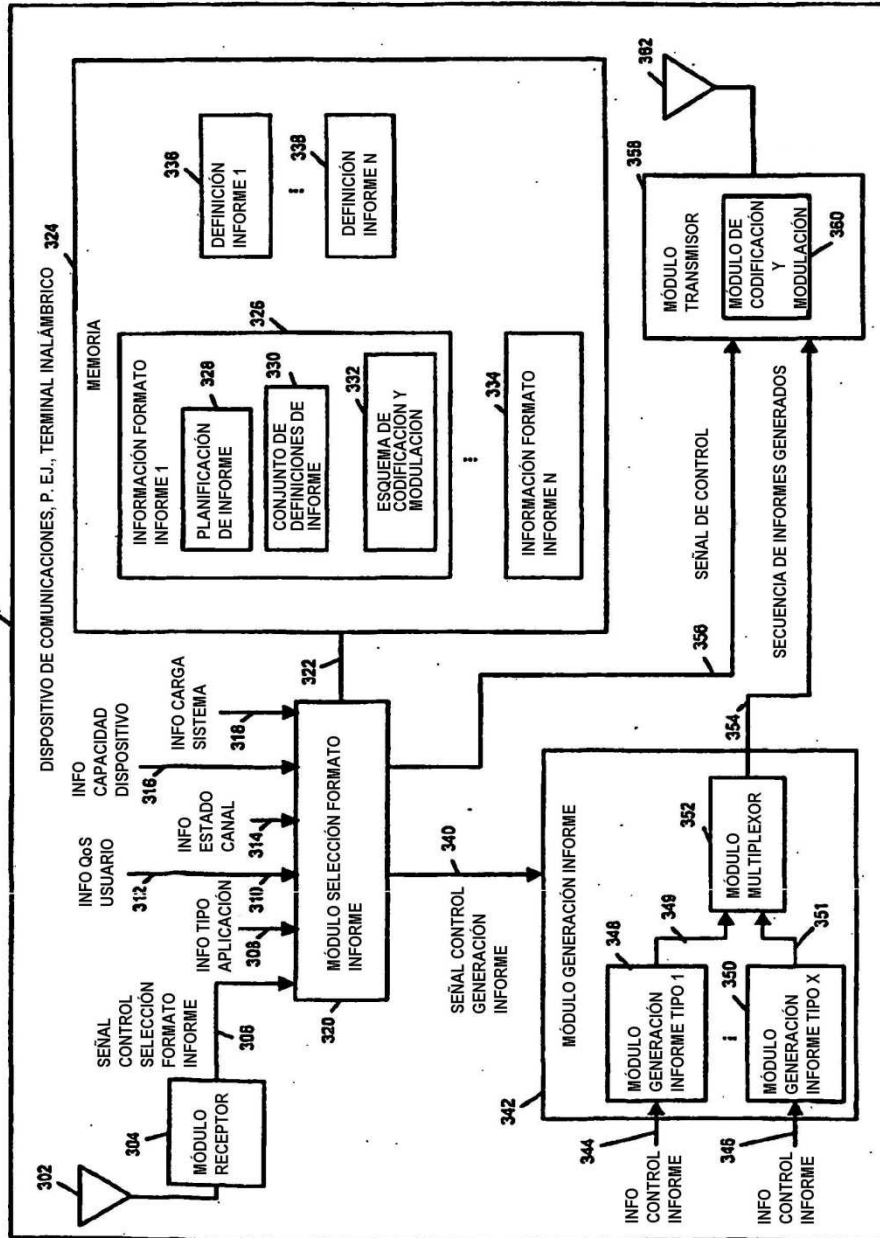 DISPOSITIVO DE COMUNICACIONES, P. EJ., TERMINAL INALÁMBRICO
324
MEMORIA
326
INFORMACIÓN FORMATO
INFORME 1
328
PLANIFICACIÓN
DE INFORME
330
CONJUNTO DE
DEFINICIONES DE
INFORME
332
ESQUEMA DE
CODIFICACION Y
MODULACION
⋮
334
INFORMACIÓN FORMATO
INFORME N
336
DEFINICIÓN
INFORME 1
⋮
338
DEFINICIÓN
INFORME N
302
304
MÓDULO
RECEPTOR
SEÑAL
CONTROL
SELECCIÓN
FORMATO
INFORME
306
INFO TIPO
APLICACIÓN
308
INFO QoS
USUARIO
312
310
INFO
ESTADO
CANAL
314
INFO
CAPACIDAD
DISPOSITIVO
316
INFO CARGA
SISTEMA
318
322
MÓDULO SELECCIÓN FORMATO
INFORME
320
SEÑAL CONTROL
GENERACIÓN
INFORME
340
356
SEÑAL DE CONTROL
342
MÓDULO GENERACIÓN INFORME
INFO
CONTROL
INFORME
344
MÓDULO
GENERACIÓN
INFORME TIPO 1
348
349
⋮
350
INFO
CONTROL
INFORME
346
MÓDULO
GENERACIÓN
INFORME TIPO X
351
MÓDULO
MULTIPLEXOR
352
354
SECUENCIA DE INFORMES GENERADOS
358
MÓDULO
TRANSMISOR
MÓDULO DE
CODIFICACIÓN
Y
MODULACIÓN
360
362